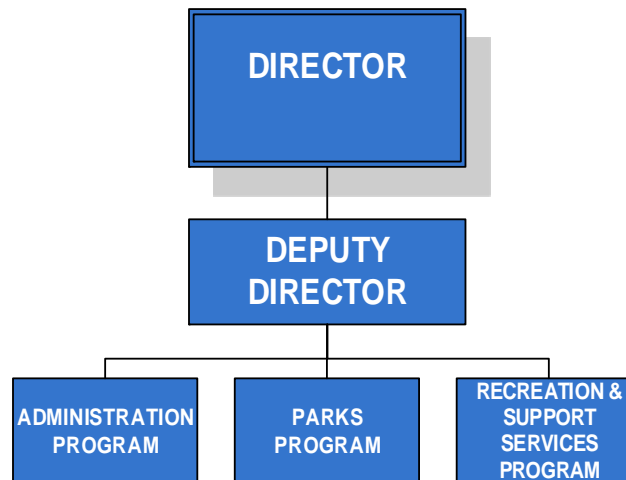 DIRECTOR
DEPUTY
DIRECTOR
ADMINISTRATION
PROGRAM
PARKS
PROGRAM
RECREATION &
SUPPORT
SERVICES
PROGRAM